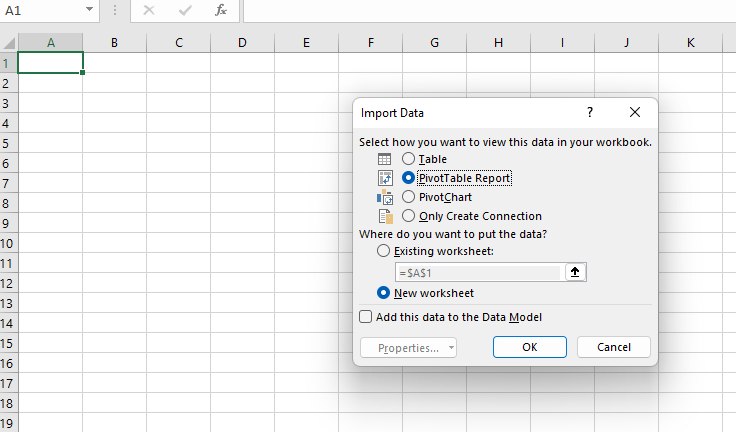 A1 fx
A B C D E F G H I J K
1
2
3
4
5
6
7
8
9
10
11
12
13
14
15
16
17
18
19
Import Data ? ×
Select how you want to view this data in your workbook.
Table
PivotTable Report
PivotChart
Only Create Connection
Where do you want to put the data?
Existing worksheet:
=$A$1
New worksheet
Add this data to the Data Model
Properties... OK Cancel